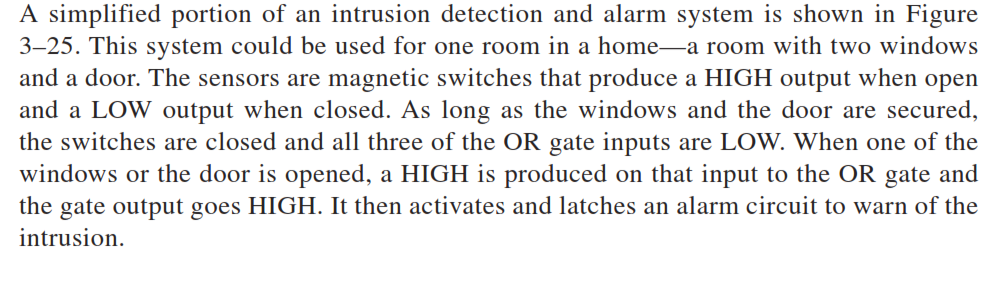 A simplified portion of an intrusion detection and alarm system is shown in Figure
3–25. This system could be used for one room in a home—a room with two windows
and a door. The sensors are magnetic switches that produce a HIGH output when open
and a LOW output when closed. As long as the windows and the door are secured,
the switches are closed and all three of the OR gate inputs are LOW. When one of the
windows or the door is opened, a HIGH is produced on that input to the OR gate and
the gate output goes HIGH. It then activates and latches an alarm circuit to warn of the
intrusion.